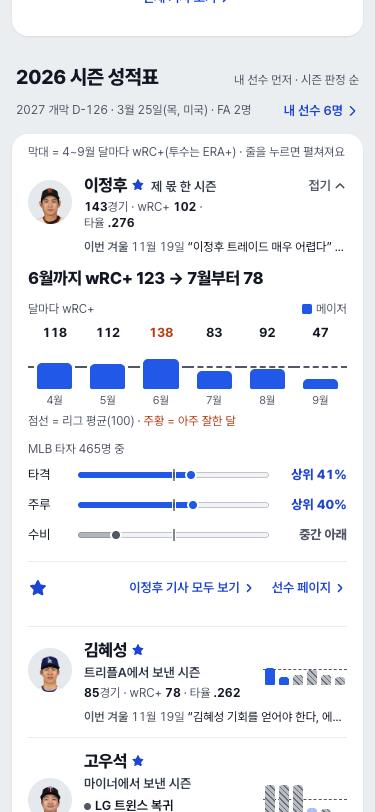 2026 시즌 성적표
내 선수 먼저 · 시즌 판정 순
2027 개막 D-126 · 3월 25일(목, 미국) · FA 2명
내 선수 6명
막대 = 4~9월 달마다 wRC+(투수는 ERA+) · 줄을 누르면 펼쳐져요
이정후 제 몫 한 시즌
접기
143경기 · wRC+ 102 ·
타율 .276
이번 겨울 11월 19일 “이정후 트레이드 매우 어렵다” ...
6월까지 wRC+ 123 → 7월부터 78
달마다 wRC+
메이저
118 112 138 83 92 47
4월 5월 6월 7월 8월 9월
점선 = 리그 평균(100) · 주황 = 아주 잘한 달
MLB 타자 465명 중
타격 상위 41%
주루 상위 40%
수비 중간 아래
이정후 기사 모두 보기
선수 페이지
김혜성
트리플A에서 보낸 시즌
85경기 · wRC+ 78 · 타율 .262
이번 겨울 11월 19일 “김혜성 기회를 얻어야 한다, 에...
고우석
마이너에서 보낸 시즌
LG 트윈스 복귀